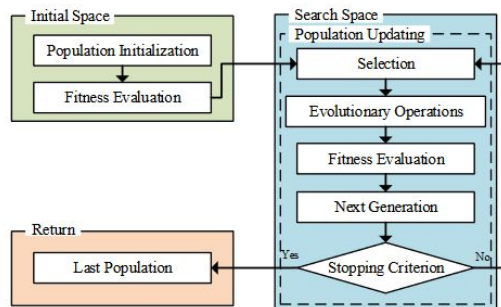 Initial Space
Population Initialization
Fitness Evaluation
Search Space
Population Updating
Selection
Evolutionary Operations
Fitness Evaluation
Next Generation
Stopping Criterion
Yes
No
Return
Last Population